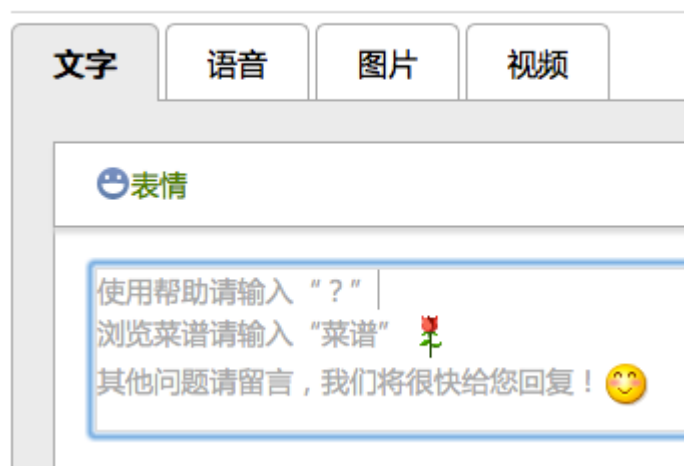 文字 语音 图片 视频
表情
使用帮助请输入“？”
浏览菜谱请输入“菜谱”
其他问题请留言，我们将很快给您回复！